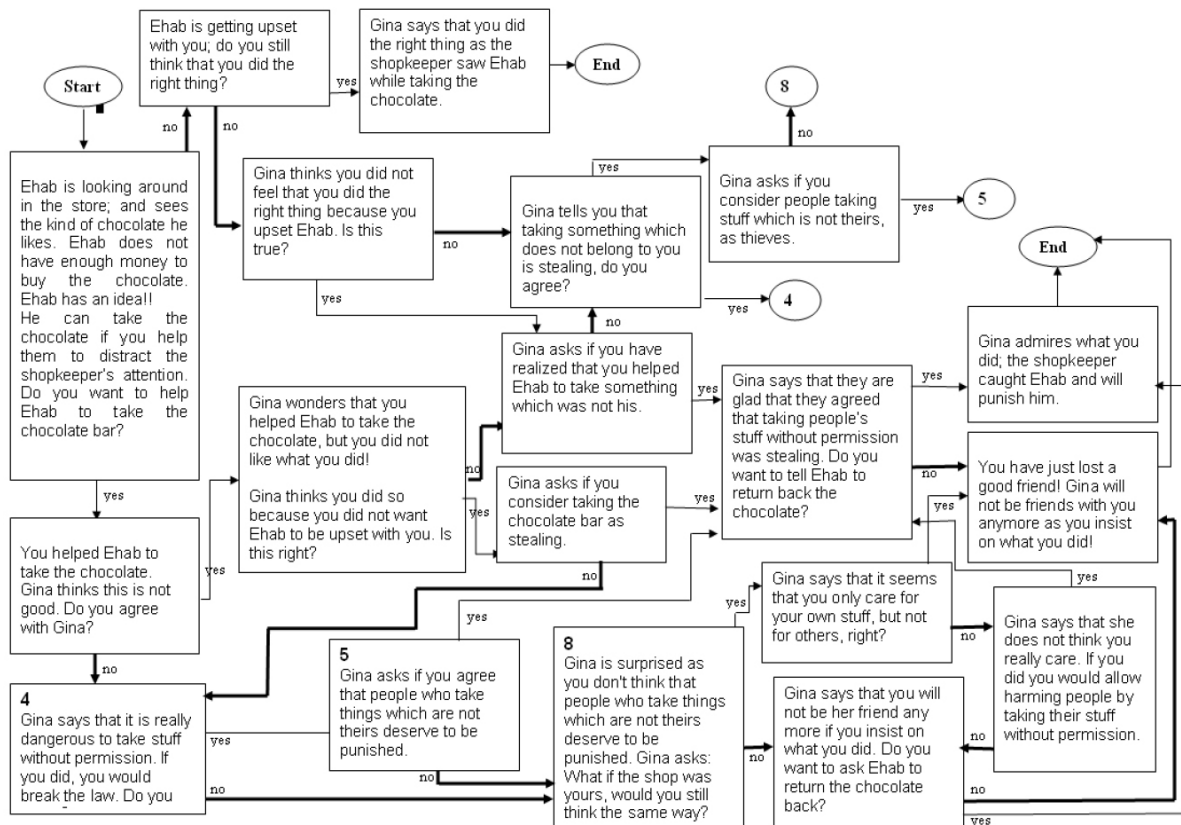 Start
Ehab is getting upset
with you; do you still
think that you did the
right thing?
yes
Gina says that you did
the right thing as the
shopkeeper saw Ehab
while taking the
chocolate.
End
no
no
8
no
Ehab is looking around
in the store; and sees
the kind of chocolate he
likes. Ehab does not
have enough money to
buy the chocolate.
Ehab has an idea!!
He can take the
chocolate if you help
them to distract the
shopkeeper's attention.
Do you want to help
Ehab to take the
chocolate bar?
Gina thinks you did not
feel that you did the
right thing because you
upset Ehab. Is this
true?
no
yes
yes
Gina tells you that
taking something which
does not belong to you
is stealing, do you
agree?
yes
4
no
Gina asks if you
consider people taking
stuff which is not theirs,
as thieves.
yes
5
End
Gina asks if you have
realized that you helped
Ehab to take something
which was not his.
yes
Gina says that they are
glad that they agreed
that taking people's
stuff without permission
was stealing. Do you
want to tell Ehab to
return back the
chocolate?
yes
no
Gina admires what you
did; the shopkeeper
caught Ehab and will
punish him.
You have just lost a
good friend! Gina will
not be friends with you
anymore as you insist
on what you did!
Gina wonders that you
helped Ehab to take the
chocolate, but you did not
like what you did!
Gina thinks you did so
because you did not want
Ehab to be upset with you. Is
this right?
no
yes
Gina asks if you
consider taking the
chocolate bar as
stealing.
yes
no
yes
You helped Ehab to
take the chocolate.
Gina thinks this is not
good. Do you agree
with Gina?
yes
no
4
Gina says that it is really
dangerous to take stuff
without permission. If
you did, you would
break the law. Do you
yes
no
5
Gina asks if you agree
that people who take
things which are not
theirs deserve to be
punished.
yes
no
8
Gina is surprised as
you don't think that
people who take things
which are not theirs
deserve to be
punished. Gina asks:
What if the shop was
yours, would you still
think the same way?
yes
no
Gina says that it seems
that you only care for
your own stuff, but not
for others, right?
yes
no
Gina says that she
does not think you
really care. If you
did you would allow
harming people by
taking their stuff
without permission.
yes
no
Gina says that you will
not be her friend any
more if you insist on
what you did. Do you
want to ask Ehab to
return the chocolate
back?
no
yes